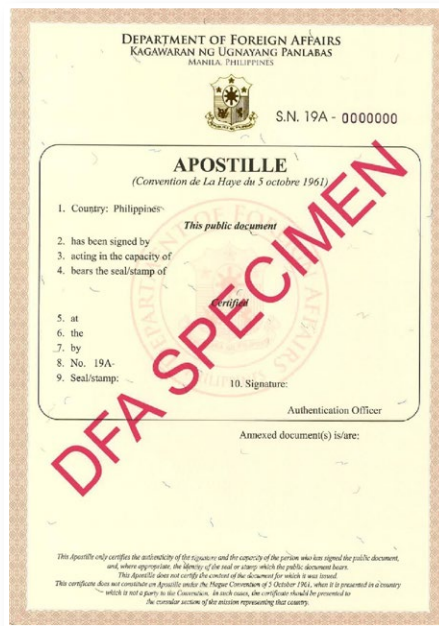 DEPARTMENT OF FOREIGN AFFAIRS
KAGAWARAN NG UGNAYANG PANLABAS
MANILA, PHILIPPINES
S.N. 19A - 0000000
APOSTILLE
(Convention de La Haye du 5 octobre 1961)
1. Country: Philippines
This public document
2. has been signed by
3. acting in the capacity of
4. bears the seal/stamp of
Certified
5. at
6. the
7. by
8. No. 19A-
9. Seal/stamp:
10. Signature:
Authentication Officer
Annexed document(s) is/are:
DFA SPECIMEN
DEPARTMENT OF FOREIGN AFFAIRS
PHILIPPINES
This Apostille only certifies the authenticity of the signature and the capacity of the person who has signed the public document,
and, where appropriate, the identity of the seal or stamp which the public document bears.
This Apostille does not certify the content of the document for which it was issued.
This certificate does not constitute an Apostille under the Hague Convention of 5 October 1961, when it is presented in a country
which is not a party to the Convention. In such cases, the certificate should be presented to
the consular section of the mission representing that country.